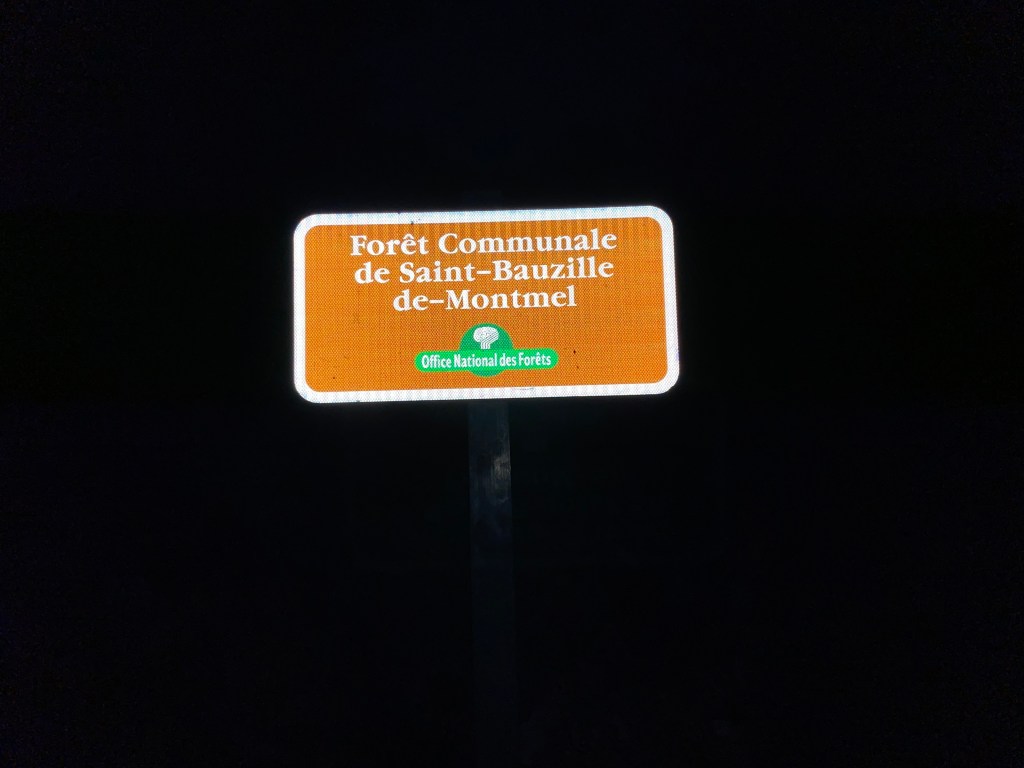 Forêt Communale
de Saint-Bauzille
de-Montmel
Office National des Forêts